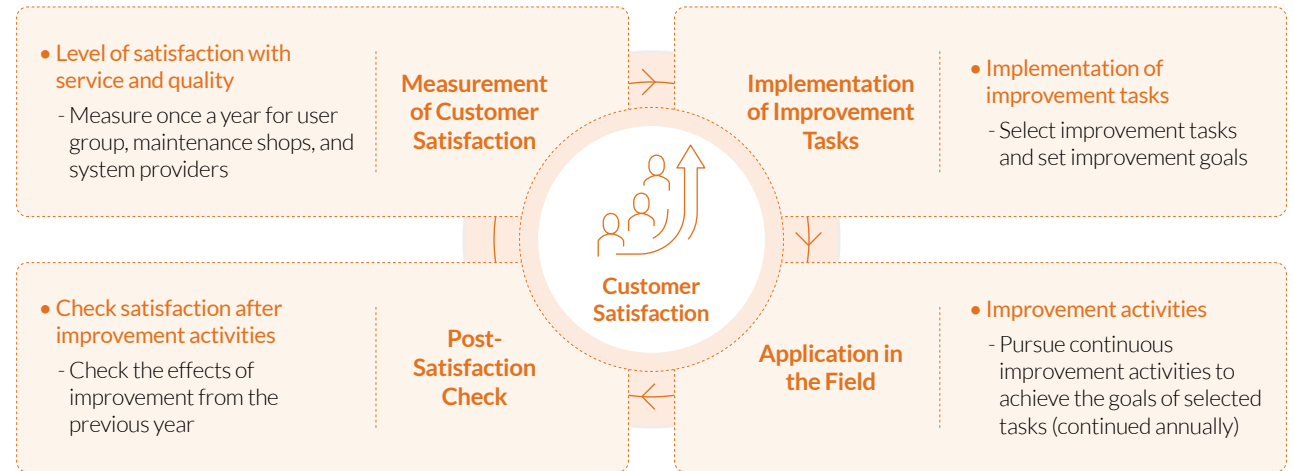 • Level of satisfaction with
service and quality
- Measure once a year for user
group, maintenance shops, and
system providers
Measurement
of Customer
Satisfaction
Implementation
of Improvement
Tasks
• Implementation of
improvement tasks
- Select improvement tasks
and set improvement goals
Customer
Satisfaction
• Check satisfaction after
improvement activities
- Check the effects of
improvement from the
previous year
Post-
Satisfaction
Check
Application in
the Field
• Improvement activities
- Pursue continuous
improvement activities to
achieve the goals of selected
tasks (continued annually)